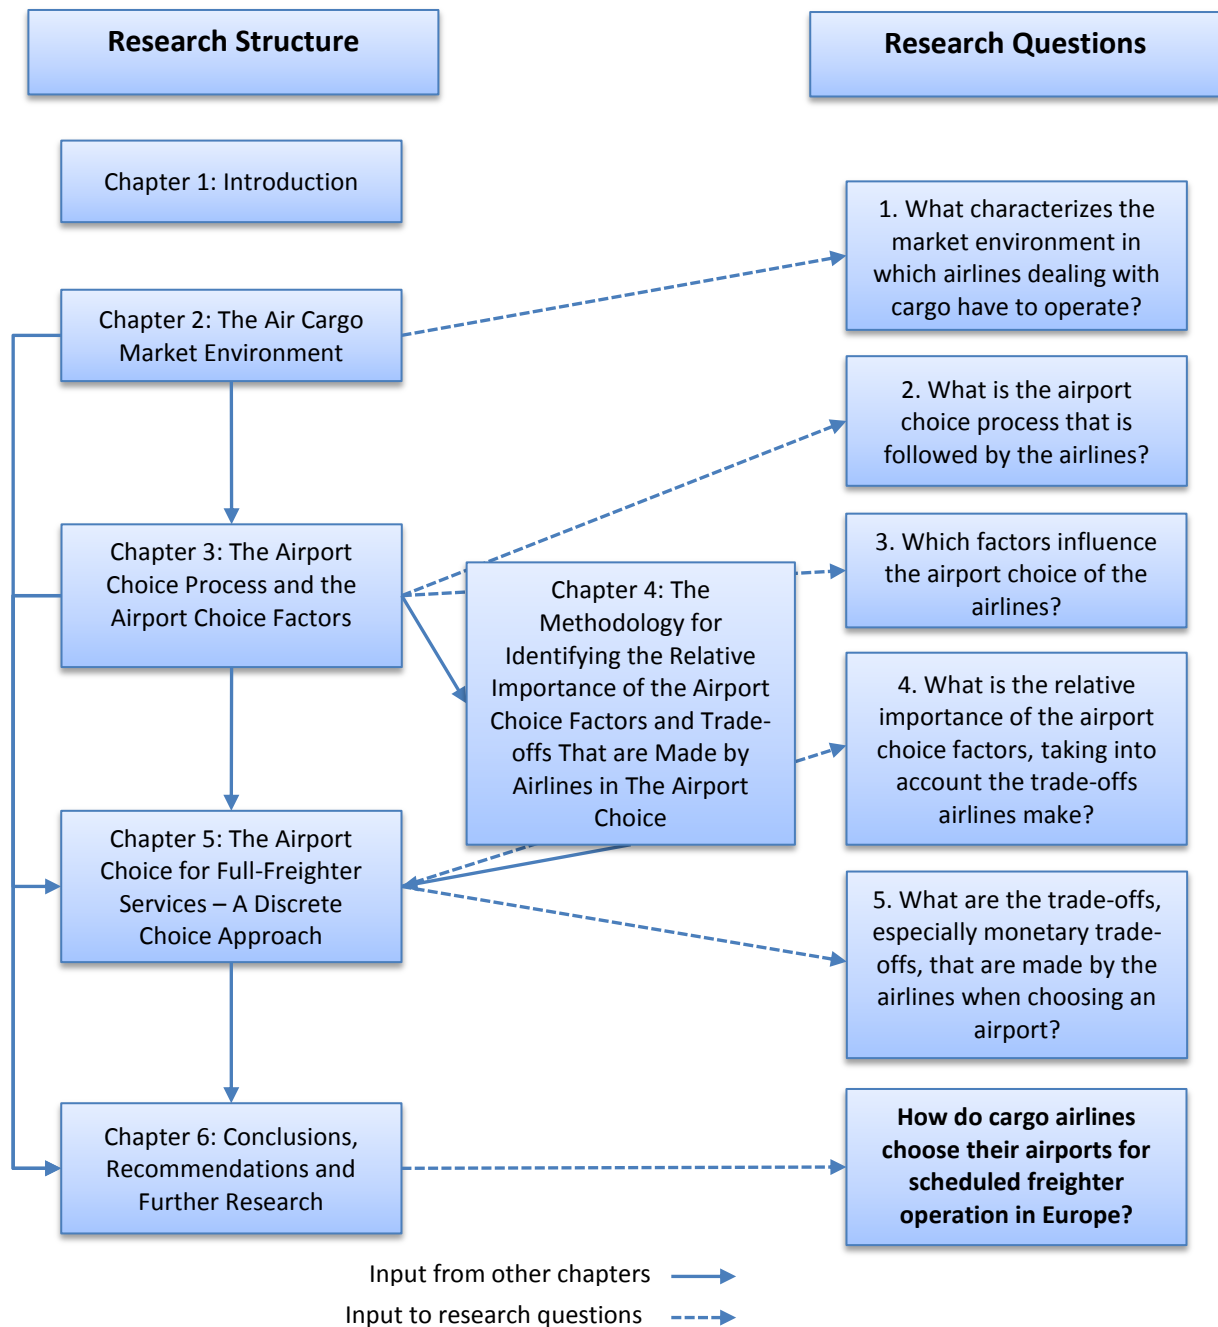 Research Structure
Research Questions
Chapter 1: Introduction
1. What characterizes the
market environment in
which airlines dealing with
cargo have to operate?
Chapter 2: The Air Cargo
Market Environment
2. What is the airport
choice process that is
followed by the airlines?
Chapter 3: The Airport
Choice Process and the
Airport Choice Factors
3. Which factors influence
the airport choice of the
airlines?
Chapter 4: The
Methodology for
Identifying the Relative
Importance of the Airport
Choice Factors and Trade-
offs That are Made by
Airlines in The Airport
Choice
4. What is the relative
importance of the airport
choice factors, taking into
account the trade-offs
airlines make?
Chapter 5: The Airport
Choice for Full-Freighter
Services – A Discrete
Choice Approach
5. What are the trade-offs,
especially monetary trade-
offs, that are made by the
airlines when choosing an
airport?
Chapter 6: Conclusions,
Recommendations and
Further Research
How do cargo airlines
choose their airports for
scheduled freighter
operation in Europe?
Input from other chapters
Input to research questions